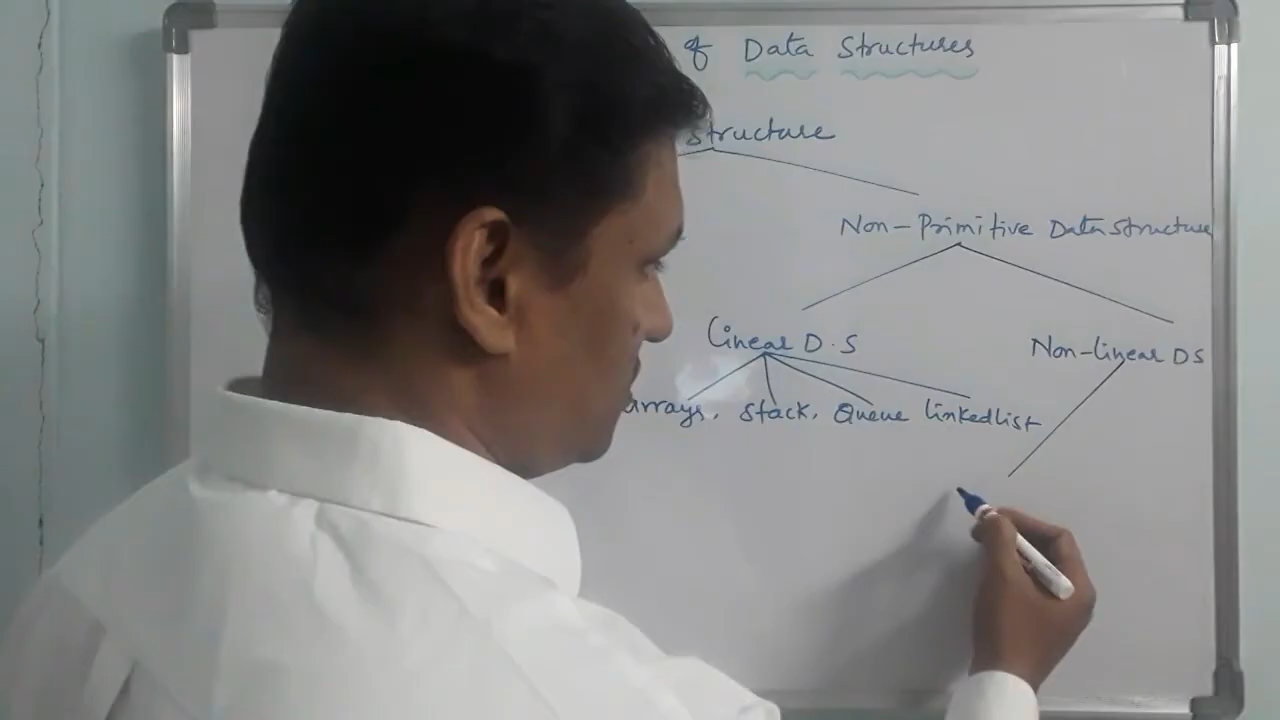 of Data Structures
structure
Non-Primitive Data Structure
Linear D.S
Non-linear DS
arrays, stack, Queue linkedlist